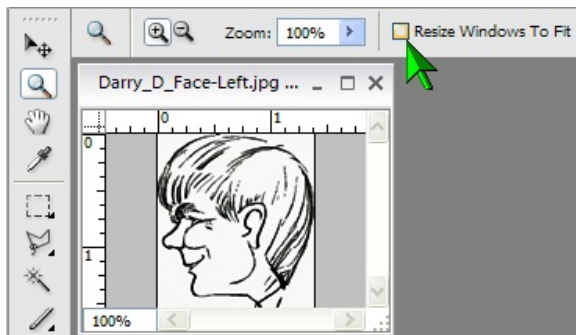 Zoom: 100% Resize Windows To Fit
Darry_D_Face-Left.jpg ...
0 1
0
1
100%